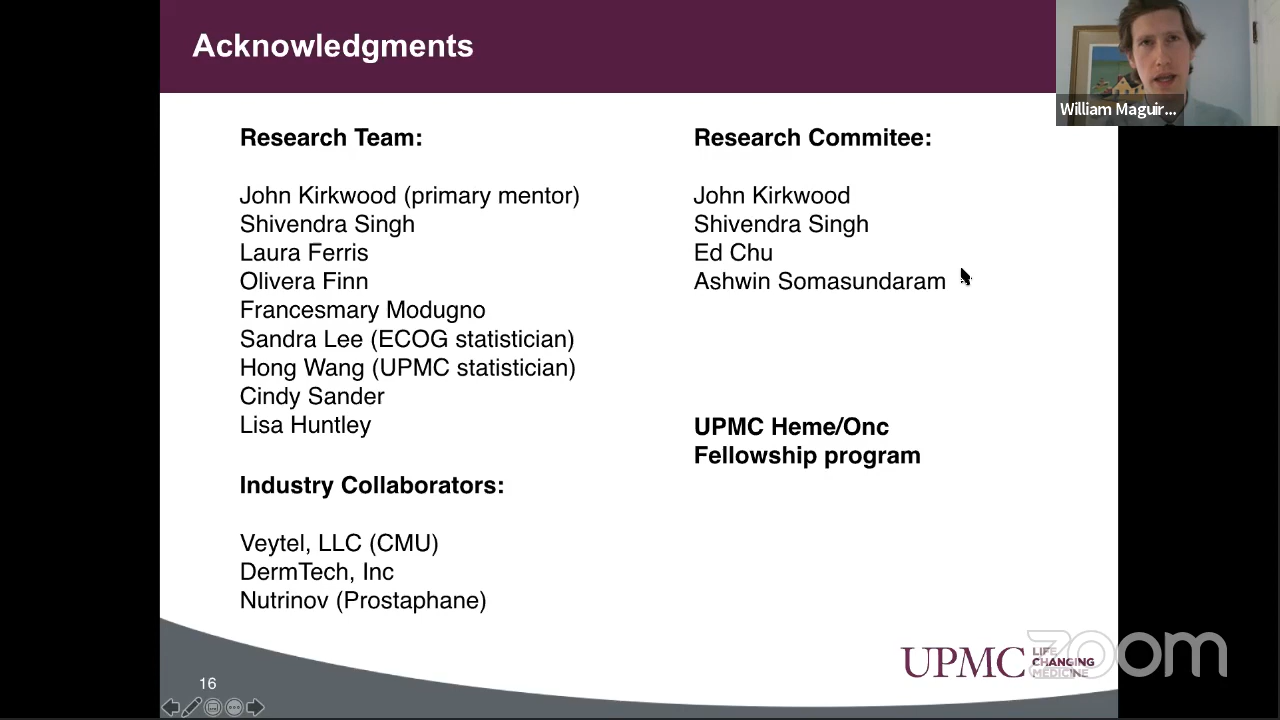 Acknowledgments
William Maguir...
Research Team:
John Kirkwood (primary mentor)
Shivendra Singh
Laura Ferris
Olivera Finn
Francesmary Modugno
Sandra Lee (ECOG statistician)
Hong Wang (UPMC statistician)
Cindy Sander
Lisa Huntley
Industry Collaborators:
Veytel, LLC (CMU)
DermTech, Inc
Nutrinov (Prostaphane)
Research Commitee:
John Kirkwood
Shivendra Singh
Ed Chu
Ashwin Somasundaram
UPMC Heme/Onc
Fellowship program
UPMC
LIFE
CHANGING
MEDICINE
zoom
16